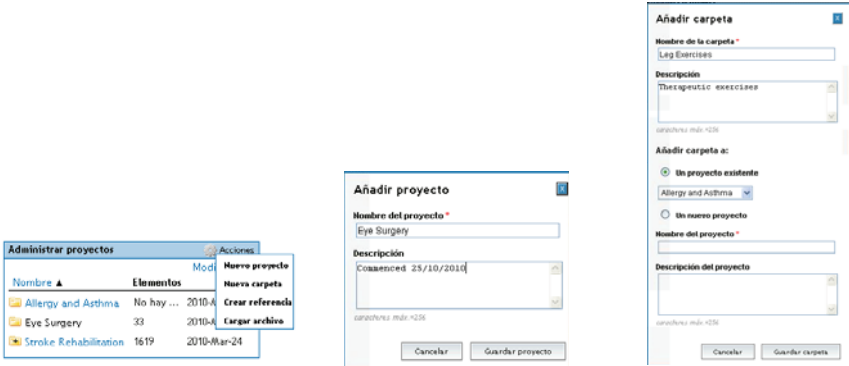 Administrar proyectos
Acciones
Nuevo proyecto
Nueva carpeta
Crear referencia
Cargar archivo
Modi
Nombre ▲ Elementos
Allergy and Asthma No hay ... 2010-M
Eye Surgery 33 2010-A
Stroke Rehabilitation 1619 2010-Mar-24
Añadir proyecto
x
Nombre del proyecto *
Eye Surgery
Descripción
Commenced 25/10/2010
caracteres máx.=256
Cancelar Guardar proyecto
Añadir carpeta
x
Nombre de la carpeta *
Leg Exercises
Descripción
Therapeutic exercises
caracteres máx.=256
Añadir carpeta a:
Un proyecto existente
Allergy and Asthma
Un nuevo proyecto
Nombre del proyecto *
Descripción del proyecto
caracteres máx.=256
Cancelar Guardar carpeta